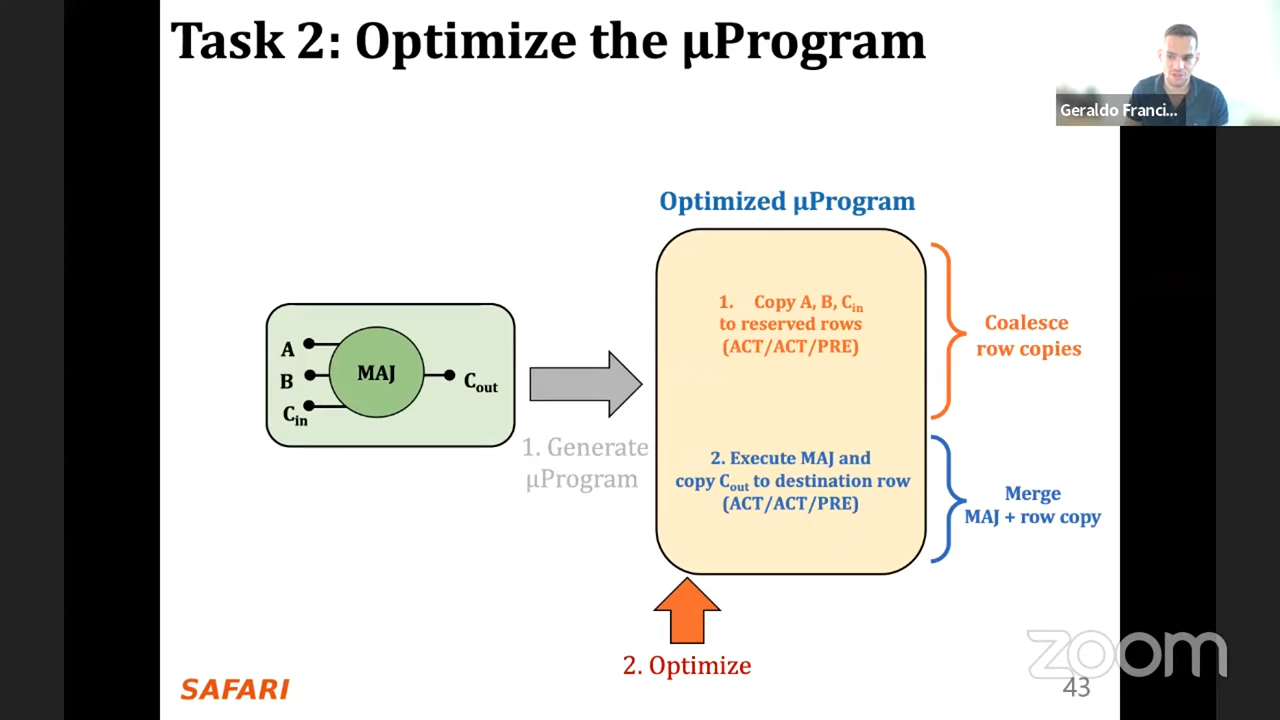 Task 2: Optimize the µProgram
Geraldo Franci...
Optimized µProgram
1. Copy A, B, Cin
to reserved rows
(ACT/ACT/PRE)
Coalesce
row copies
A
B
Cin
MAJ
Cout
1. Generate
µProgram
2. Execute MAJ and
copy Cout to destination row
(ACT/ACT/PRE)
Merge
MAJ + row copy
2. Optimize
SAFARI
zoom
43